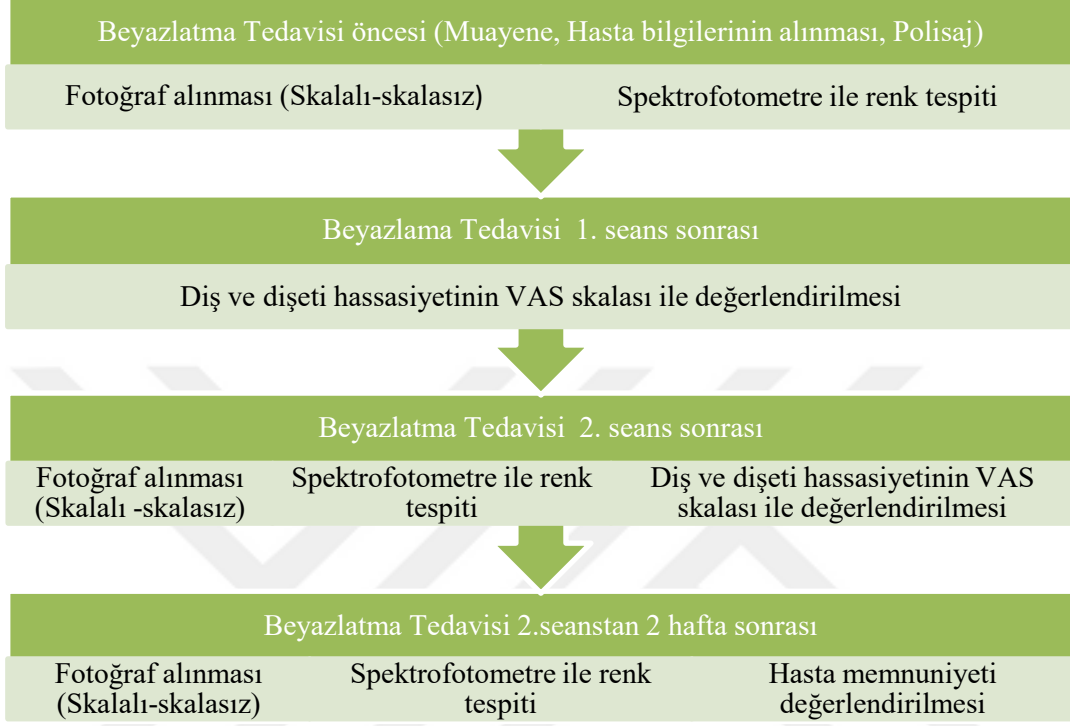 Beyazlatma Tedavisi öncesi (Muayene, Hasta bilgilerinin alınması, Polisaj)
Fotoğraf alınması (Skalalı-skalasız)
Spektrofotometre ile renk tespiti
Beyazlama Tedavisi 1. seans sonrası
Diş ve dişeti hassasiyetinin VAS skalası ile değerlendirilmesi
Beyazlatma Tedavisi 2. seans sonrası
Fotoğraf alınması
(Skalalı -skalasız)
Spektrofotometre ile renk
tespiti
Diş ve dişeti hassasiyetinin VAS
skalası ile değerlendirilmesi
Beyazlatma Tedavisi 2.seanstan 2 hafta sonrası
Fotoğraf alınması
(Skalalı-skalasız)
Spektrofotometre ile renk
tespiti
Hasta memnuniyeti
değerlendirilmesi